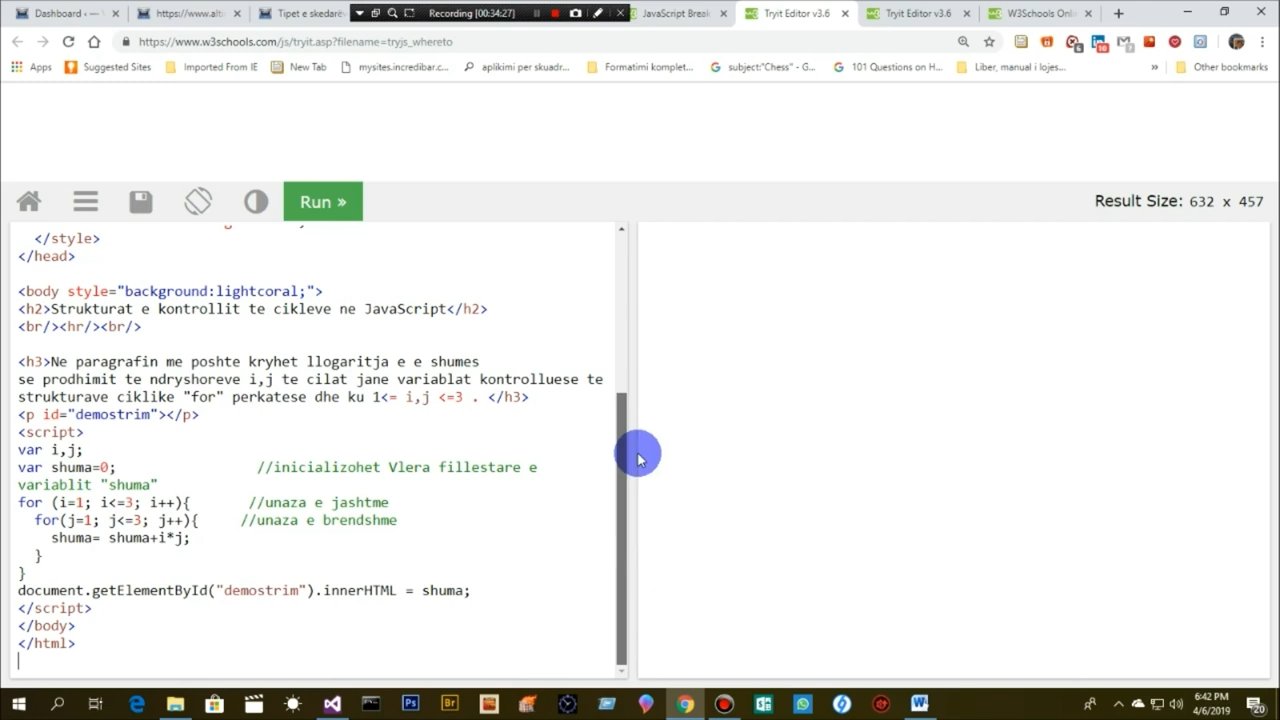 Dashboard ‹
https://www.altb
Tipet e skedarë
Recording [00:34:27]
JavaScript Break
Tryit Editor v3.6
Tryit Editor v3.6
W3Schools Onli
https://www.w3schools.com/js/tryit.asp?filename=tryjs_whereto
Apps
Suggested Sites
Imported From IE
New Tab
mysites.incredibar.c...
aplikimi per skuadr...
Formatimi komplet...
subject:"Chess" - G...
101 Questions on H...
Liber, manual i lojes...
»
Other bookmarks
Run »
Result Size: 632 x 457
</style>
</head>
<body style="background:lightcoral;">
<h2>Strukturat e kontrollit te cikleve ne JavaScript</h2>
<br/><hr/><br/>
<h3>Ne paragrafin me poshte kryhet llogaritja e e shumes
se prodhimit te ndryshoreve i,j te cilat jane variablat kontrolluese te
strukturave ciklike "for" perkatese dhe ku 1<= i,j <=3 . </h3>
<p id="demostrim"></p>
<script>
var i,j;
var shuma=0; //inicializohet Vlera fillestare e
variablit "shuma"
for (i=1; i<=3; i++){ //unaza e jashtme
for(j=1; j<=3; j++){ //unaza e brendshme
shuma= shuma+i*j;
}
}
document.getElementById("demostrim").innerHTML = shuma;
</script>
</body>
</html>
6:42 PM
4/6/2019
20